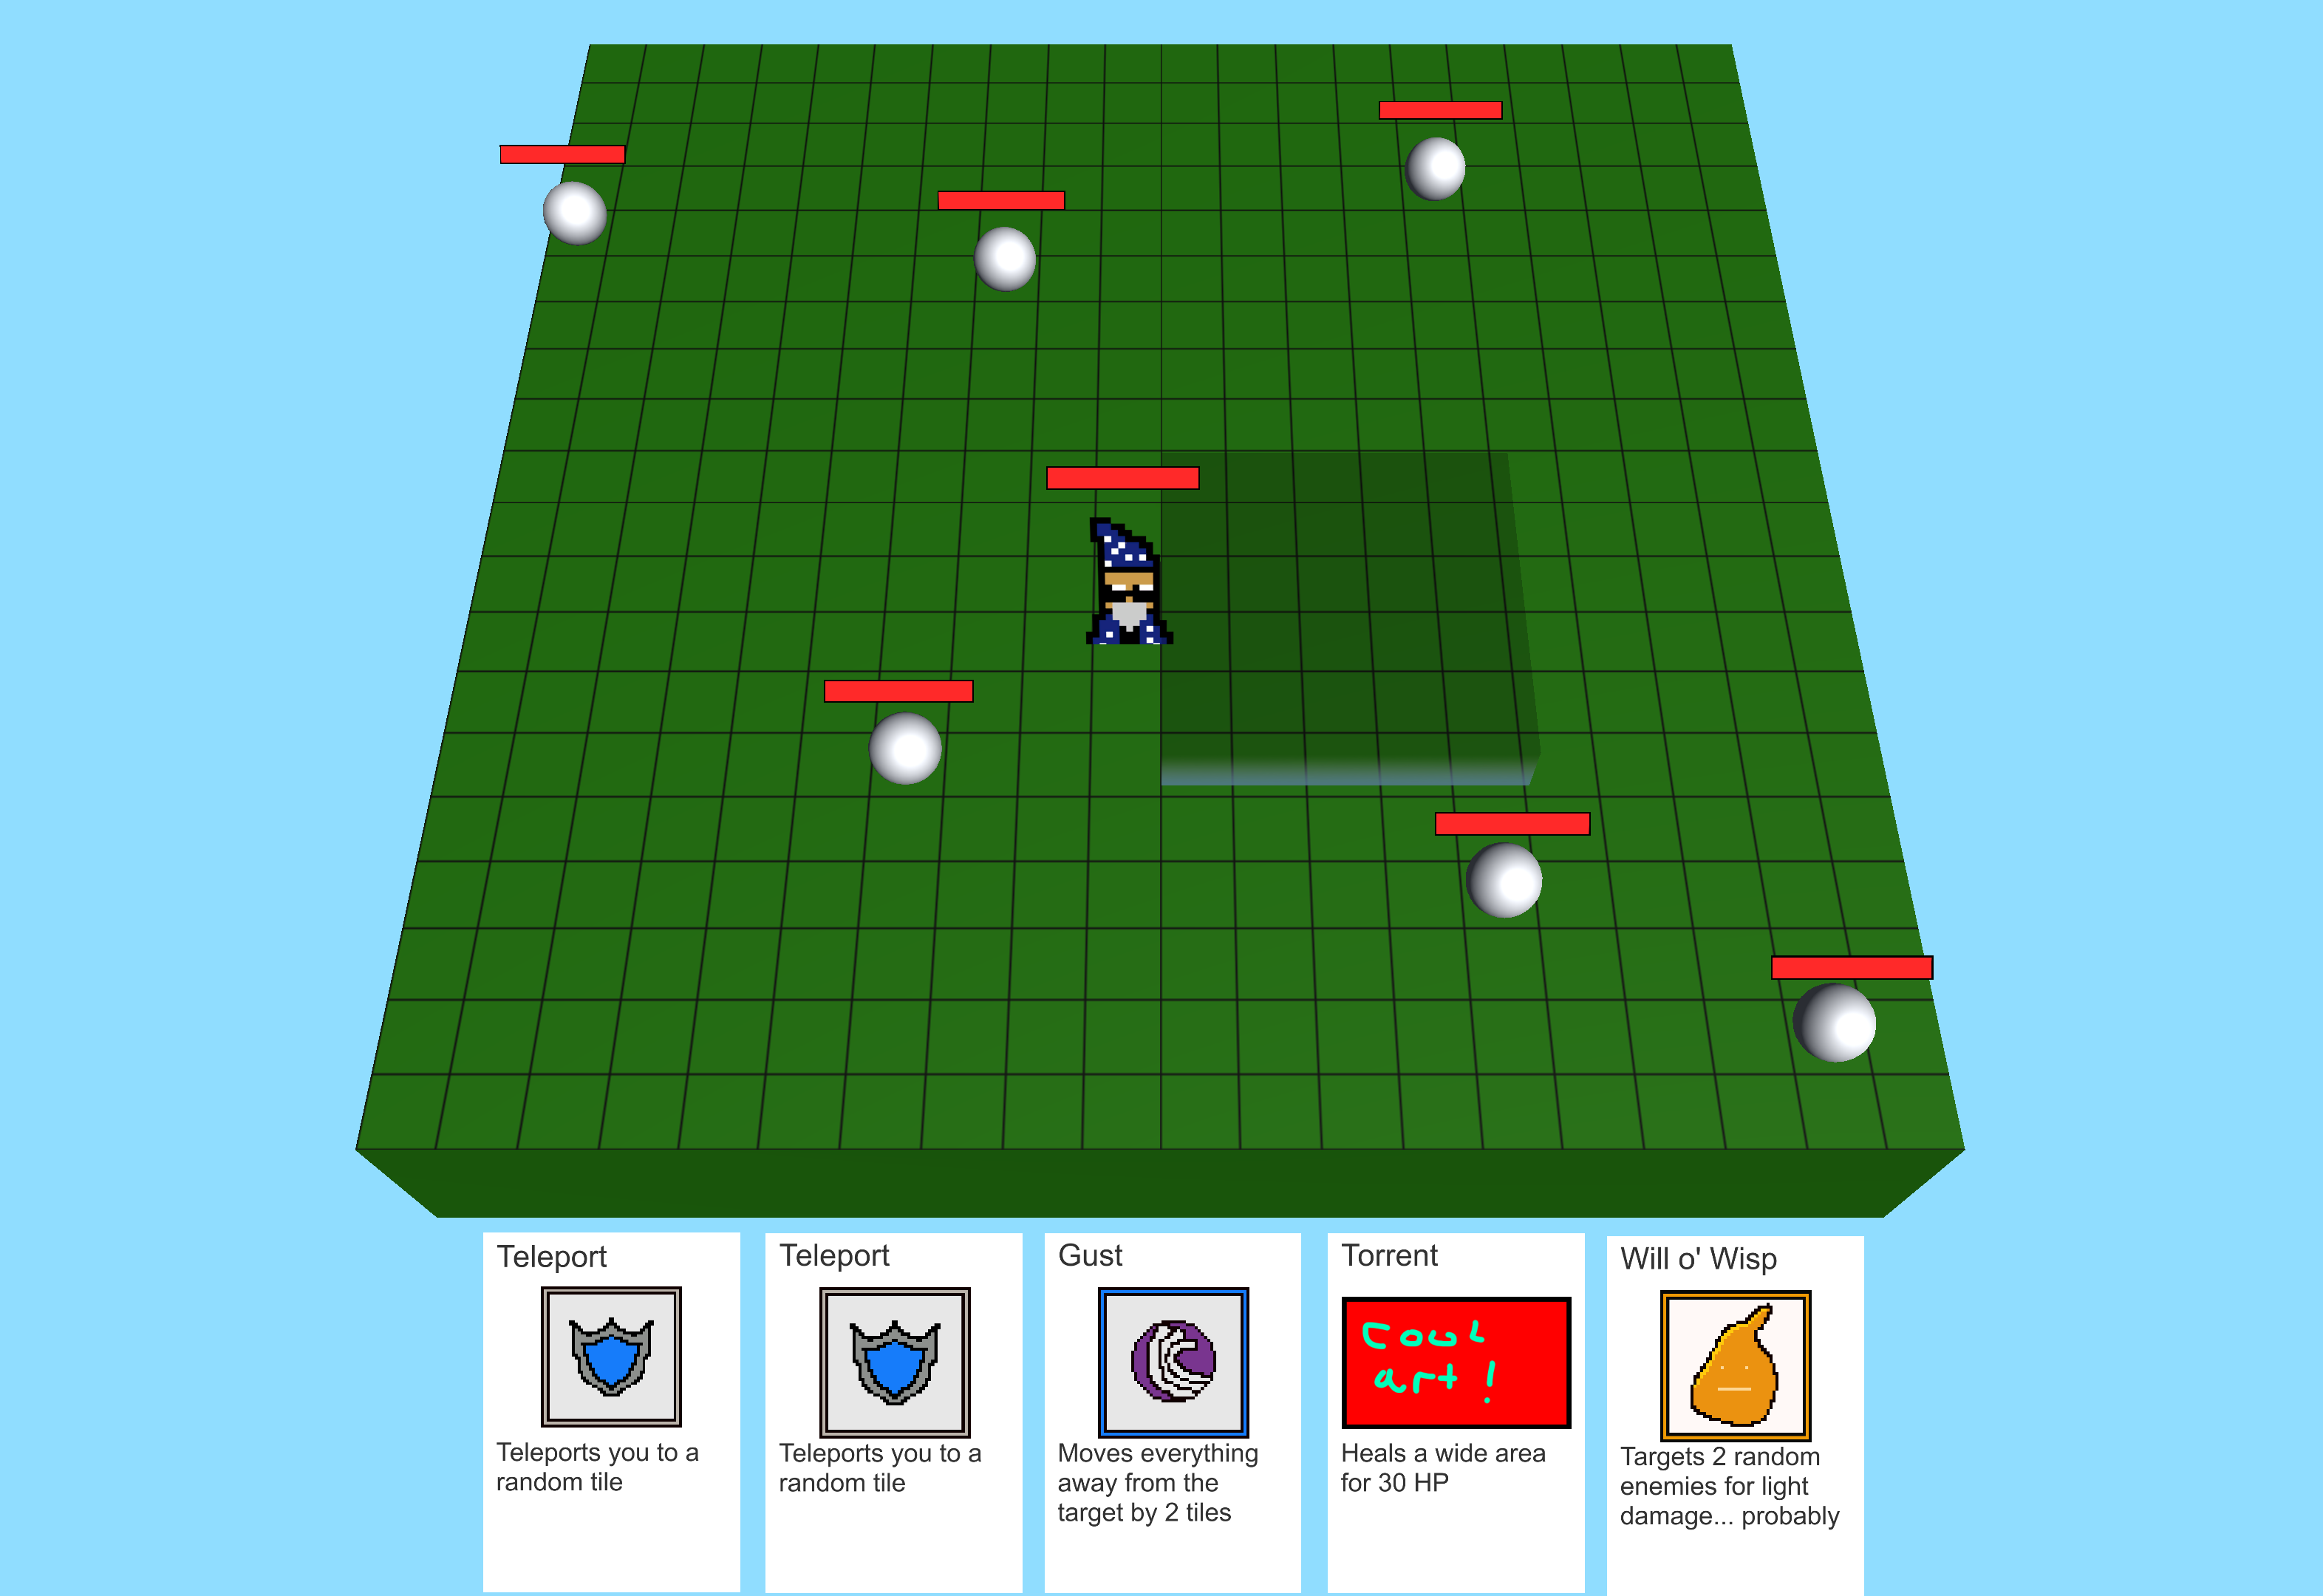 Teleport
Teleports you to a
random tile
Teleport
Teleports you to a
random tile
Gust
Moves everything
away from the
target by 2 tiles
Torrent
cool
art!
Heals a wide area
for 30 HP
Will o' Wisp
Targets 2 random
enemies for light
damage... probably